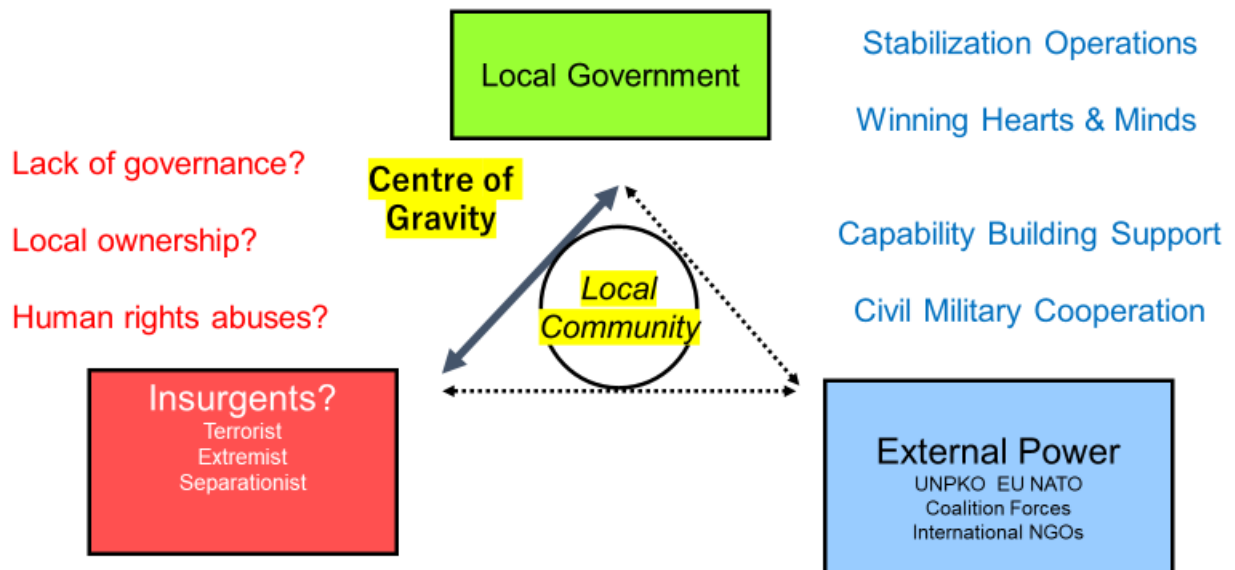 Local Government
Stabilization Operations
Winning Hearts & Minds
Lack of governance?
Centre of
Gravity
Local ownership?
Capability Building Support
Local
Community
Human rights abuses?
Civil Military Cooperation
Insurgents?
Terrorist
Extremist
Separationist
External Power
UNPKO EU NATO
Coalition Forces
International NGOs